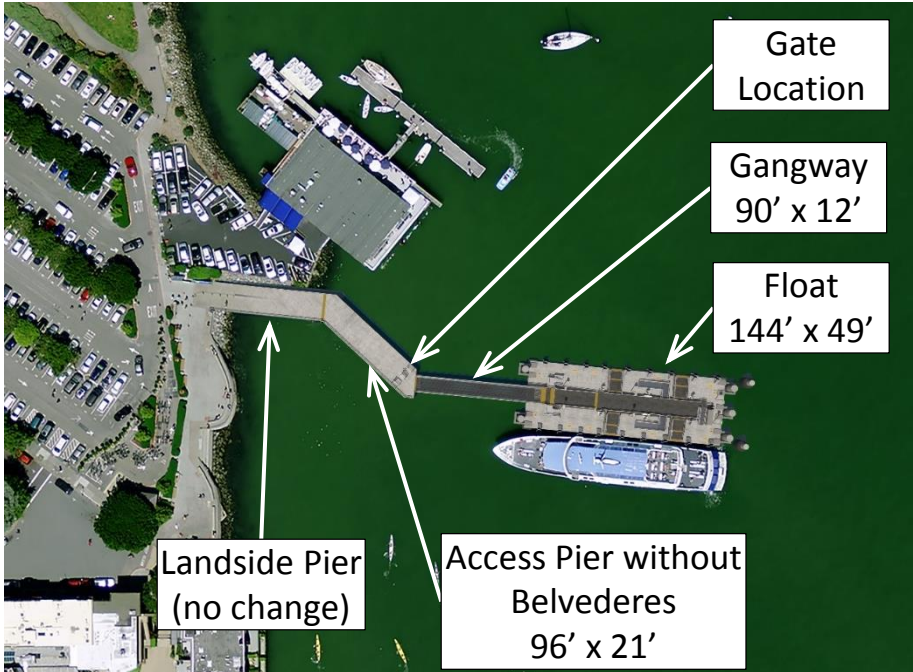 Gate
Location
Gangway
90’ x 12’
Float
144’ x 49’
Landside Pier
(no change)
Access Pier without
Belvederes
96’ x 21’